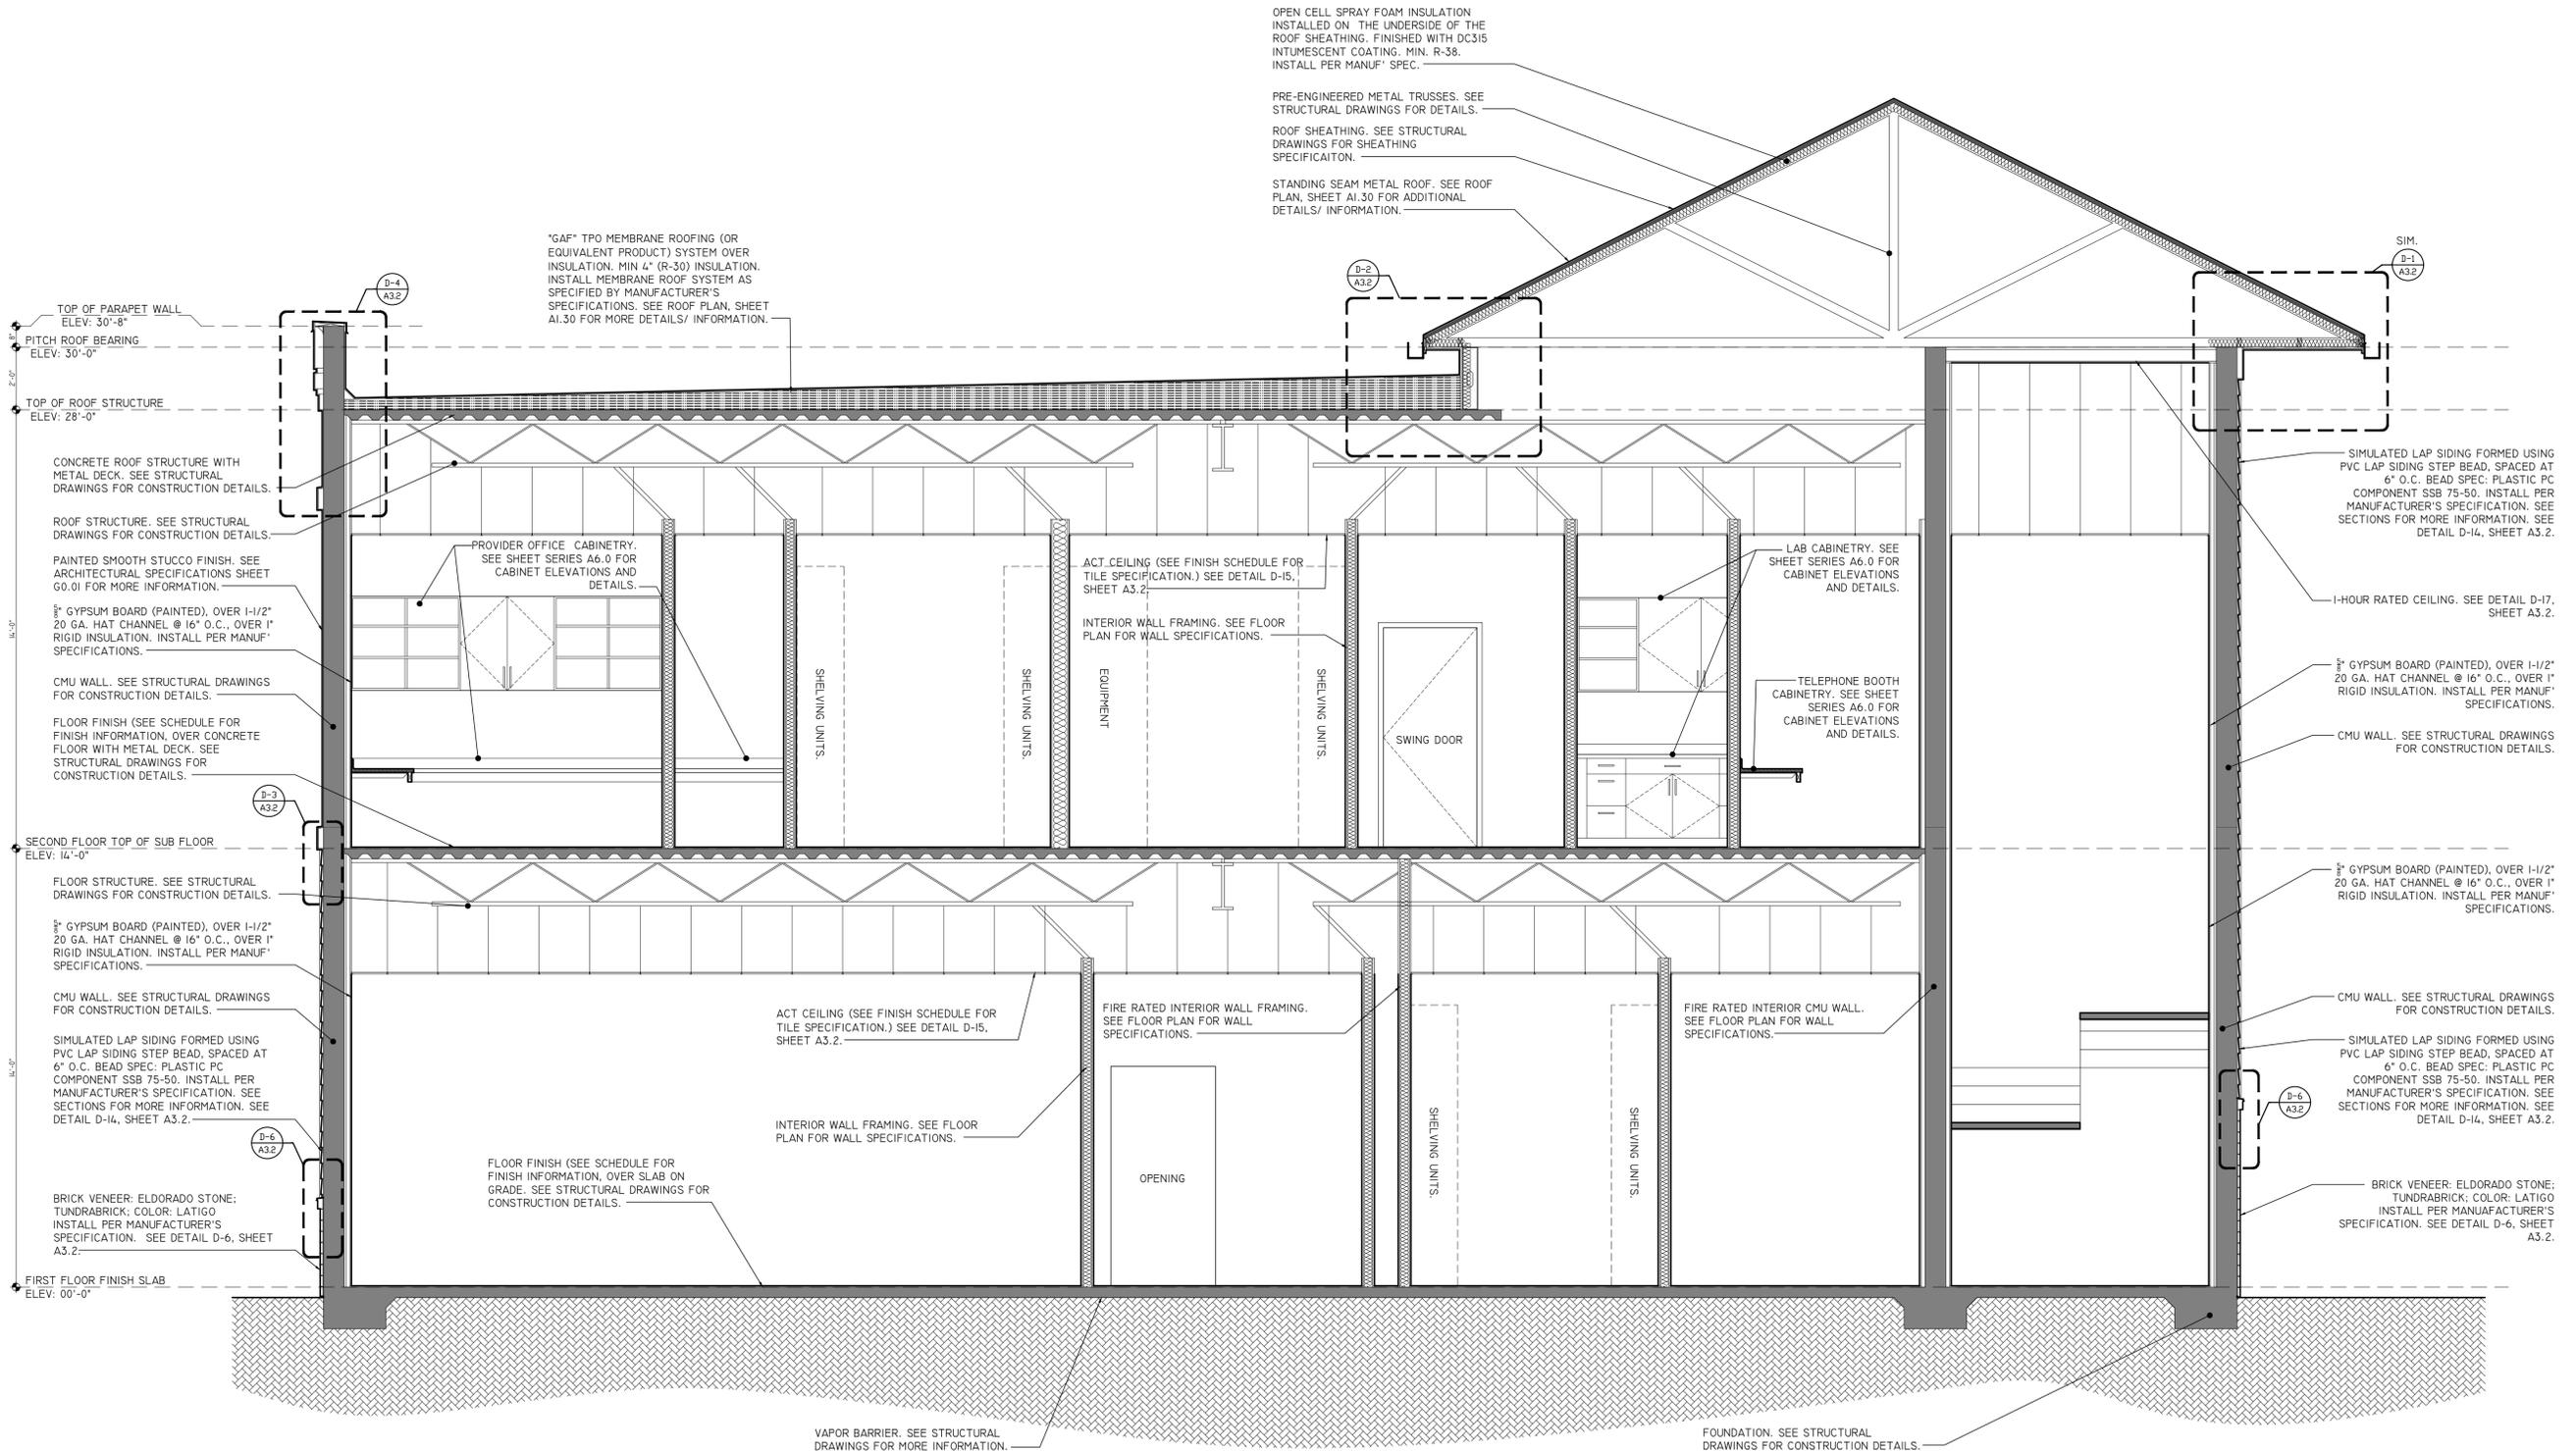 OPEN CELL SPRAY FOAM INSULATION
INSTALLED ON THE UNDERSIDE OF THE
ROOF SHEATHING. FINISHED WITH DC315
INTUMESCENT COATING. MIN. R-38.
INSTALL PER MANUF' SPEC.
PRE-ENGINEERED METAL TRUSSES. SEE
STRUCTURAL DRAWINGS FOR DETAILS.
ROOF SHEATHING. SEE STRUCTURAL
DRAWINGS FOR SHEATHING
SPECIFICAITON.
STANDING SEAM METAL ROOF. SEE ROOF
PLAN, SHEET A1.30 FOR ADDITIONAL
DETAILS/ INFORMATION.
"GAF" TPO MEMBRANE ROOFING (OR
EQUIVALENT PRODUCT) SYSTEM OVER
INSULATION. MIN 4" (R-30) INSULATION.
INSTALL MEMBRANE ROOF SYSTEM AS
SPECIFIED BY MANUFACTURER'S
SPECIFICATIONS. SEE ROOF PLAN, SHEET
A1.30 FOR MORE DETAILS/ INFORMATION.
D-4
A3.2
D-2
A3.2
SIM.
D-1
A3.2
TOP OF PARAPET WALL
ELEV: 30'-8"
8"
PITCH ROOF BEARING
ELEV: 30'-0"
2'-0"
TOP OF ROOF STRUCTURE
ELEV: 28'-0"
CONCRETE ROOF STRUCTURE WITH
METAL DECK. SEE STRUCTURAL
DRAWINGS FOR CONSTRUCTION DETAILS.
ROOF STRUCTURE. SEE STRUCTURAL
DRAWINGS FOR CONSTRUCTION DETAILS.
PAINTED SMOOTH STUCCO FINISH. SEE
ARCHITECTURAL SPECIFICATIONS SHEET
G0.01 FOR MORE INFORMATION.
5/8" GYPSUM BOARD (PAINTED), OVER 1-1/2"
20 GA. HAT CHANNEL @ 16" O.C., OVER 1"
RIGID INSULATION. INSTALL PER MANUF'
SPECIFICATIONS.
14'-0"
CMU WALL. SEE STRUCTURAL DRAWINGS
FOR CONSTRUCTION DETAILS.
FLOOR FINISH (SEE SCHEDULE FOR
FINISH INFORMATION, OVER CONCRETE
FLOOR WITH METAL DECK. SEE
STRUCTURAL DRAWINGS FOR
CONSTRUCTION DETAILS.
D-3
A3.2
SECOND FLOOR TOP OF SUB FLOOR
ELEV: 14'-0"
FLOOR STRUCTURE. SEE STRUCTURAL
DRAWINGS FOR CONSTRUCTION DETAILS.
5/8" GYPSUM BOARD (PAINTED), OVER 1-1/2"
20 GA. HAT CHANNEL @ 16" O.C., OVER 1"
RIGID INSULATION. INSTALL PER MANUF'
SPECIFICATIONS.
CMU WALL. SEE STRUCTURAL DRAWINGS
FOR CONSTRUCTION DETAILS.
14'-0"
SIMULATED LAP SIDING FORMED USING
PVC LAP SIDING STEP BEAD, SPACED AT
6" O.C. BEAD SPEC: PLASTIC PC
COMPONENT SSB 75-50. INSTALL PER
MANUFACTURER'S SPECIFICATION. SEE
SECTIONS FOR MORE INFORMATION. SEE
DETAIL D-14, SHEET A3.2.
D-6
A3.2
BRICK VENEER: ELDORADO STONE;
TUNDRABRICK; COLOR: LATIGO
INSTALL PER MANUFACTURER'S
SPECIFICATION. SEE DETAIL D-6, SHEET
A3.2.
FIRST FLOOR FINISH SLAB
ELEV: 00'-0"
PROVIDER OFFICE CABINETRY.
SEE SHEET SERIES A6.0 FOR
CABINET ELEVATIONS AND
DETAILS.
SHELVING UNITS.
SHELVING UNITS.
ACT CEILING (SEE FINISH SCHEDULE FOR
TILE SPECIFICATION.) SEE DETAIL D-15,
SHEET A3.2.
INTERIOR WALL FRAMING. SEE FLOOR
PLAN FOR WALL SPECIFICATIONS.
EQUIPMENT
SHELVING UNITS.
SWING DOOR
LAB CABINETRY. SEE
SHEET SERIES A6.0 FOR
CABINET ELEVATIONS
AND DETAILS.
TELEPHONE BOOTH
CABINETRY. SEE SHEET
SERIES A6.0 FOR
CABINET ELEVATIONS
AND DETAILS.
ACT CEILING (SEE FINISH SCHEDULE FOR
TILE SPECIFICATION.) SEE DETAIL D-15,
SHEET A3.2.
FIRE RATED INTERIOR WALL FRAMING.
SEE FLOOR PLAN FOR WALL
SPECIFICATIONS.
FIRE RATED INTERIOR CMU WALL.
SEE FLOOR PLAN FOR WALL
SPECIFICATIONS.
INTERIOR WALL FRAMING. SEE FLOOR
PLAN FOR WALL SPECIFICATIONS.
OPENING
SHELVING UNITS.
SHELVING UNITS.
FLOOR FINISH (SEE SCHEDULE FOR
FINISH INFORMATION, OVER SLAB ON
GRADE. SEE STRUCTURAL DRAWINGS FOR
CONSTRUCTION DETAILS.
SIMULATED LAP SIDING FORMED USING
PVC LAP SIDING STEP BEAD, SPACED AT
6" O.C. BEAD SPEC: PLASTIC PC
COMPONENT SSB 75-50. INSTALL PER
MANUFACTURER'S SPECIFICATION. SEE
SECTIONS FOR MORE INFORMATION. SEE
DETAIL D-14, SHEET A3.2.
1-HOUR RATED CEILING. SEE DETAIL D-17,
SHEET A3.2.
5/8" GYPSUM BOARD (PAINTED), OVER 1-1/2"
20 GA. HAT CHANNEL @ 16" O.C., OVER 1"
RIGID INSULATION. INSTALL PER MANUF'
SPECIFICATIONS.
CMU WALL. SEE STRUCTURAL DRAWINGS
FOR CONSTRUCTION DETAILS.
5/8" GYPSUM BOARD (PAINTED), OVER 1-1/2"
20 GA. HAT CHANNEL @ 16" O.C., OVER 1"
RIGID INSULATION. INSTALL PER MANUF'
SPECIFICATIONS.
CMU WALL. SEE STRUCTURAL DRAWINGS
FOR CONSTRUCTION DETAILS.
SIMULATED LAP SIDING FORMED USING
PVC LAP SIDING STEP BEAD, SPACED AT
6" O.C. BEAD SPEC: PLASTIC PC
COMPONENT SSB 75-50. INSTALL PER
MANUFACTURER'S SPECIFICATION. SEE
SECTIONS FOR MORE INFORMATION. SEE
DETAIL D-14, SHEET A3.2.
D-6
A3.2
BRICK VENEER: ELDORADO STONE;
TUNDRABRICK; COLOR: LATIGO
INSTALL PER MANUAFACTURER'S
SPECIFICATION. SEE DETAIL D-6, SHEET
A3.2.
VAPOR BARRIER. SEE STRUCTURAL
DRAWINGS FOR MORE INFORMATION.
FOUNDATION. SEE STRUCTURAL
DRAWINGS FOR CONSTRUCTION DETAILS.